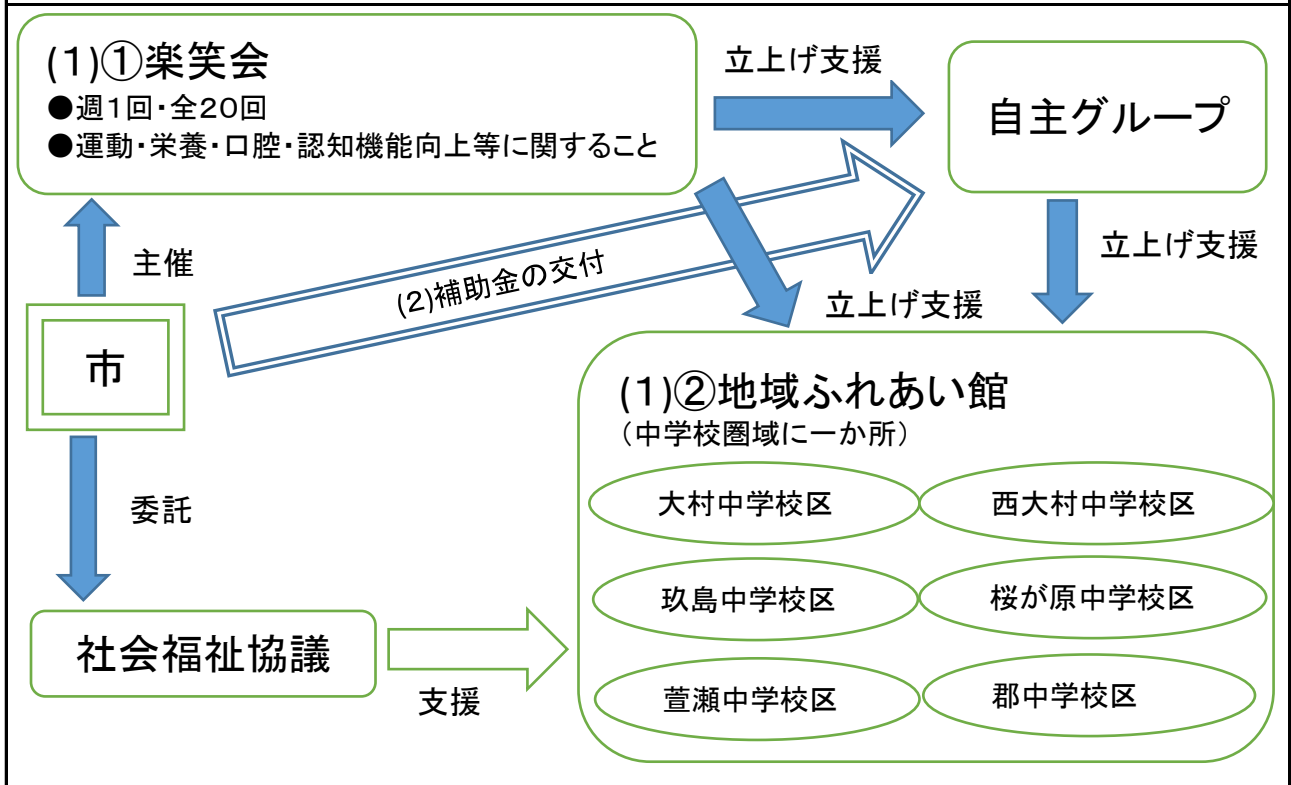 (1)①楽笑会
●週1回・全20回
●運動・栄養・口腔・認知機能向上等に関すること
立上げ支援
自主グループ
主催
(2)補助金の交付
立上げ支援
立上げ支援
市
(1)②地域ふれあい館
（中学校圏域に一か所）
委託
大村中学校区
西大村中学校区
玖島中学校区
桜が原中学校区
社会福祉協議
支援
萱瀬中学校区
郡中学校区